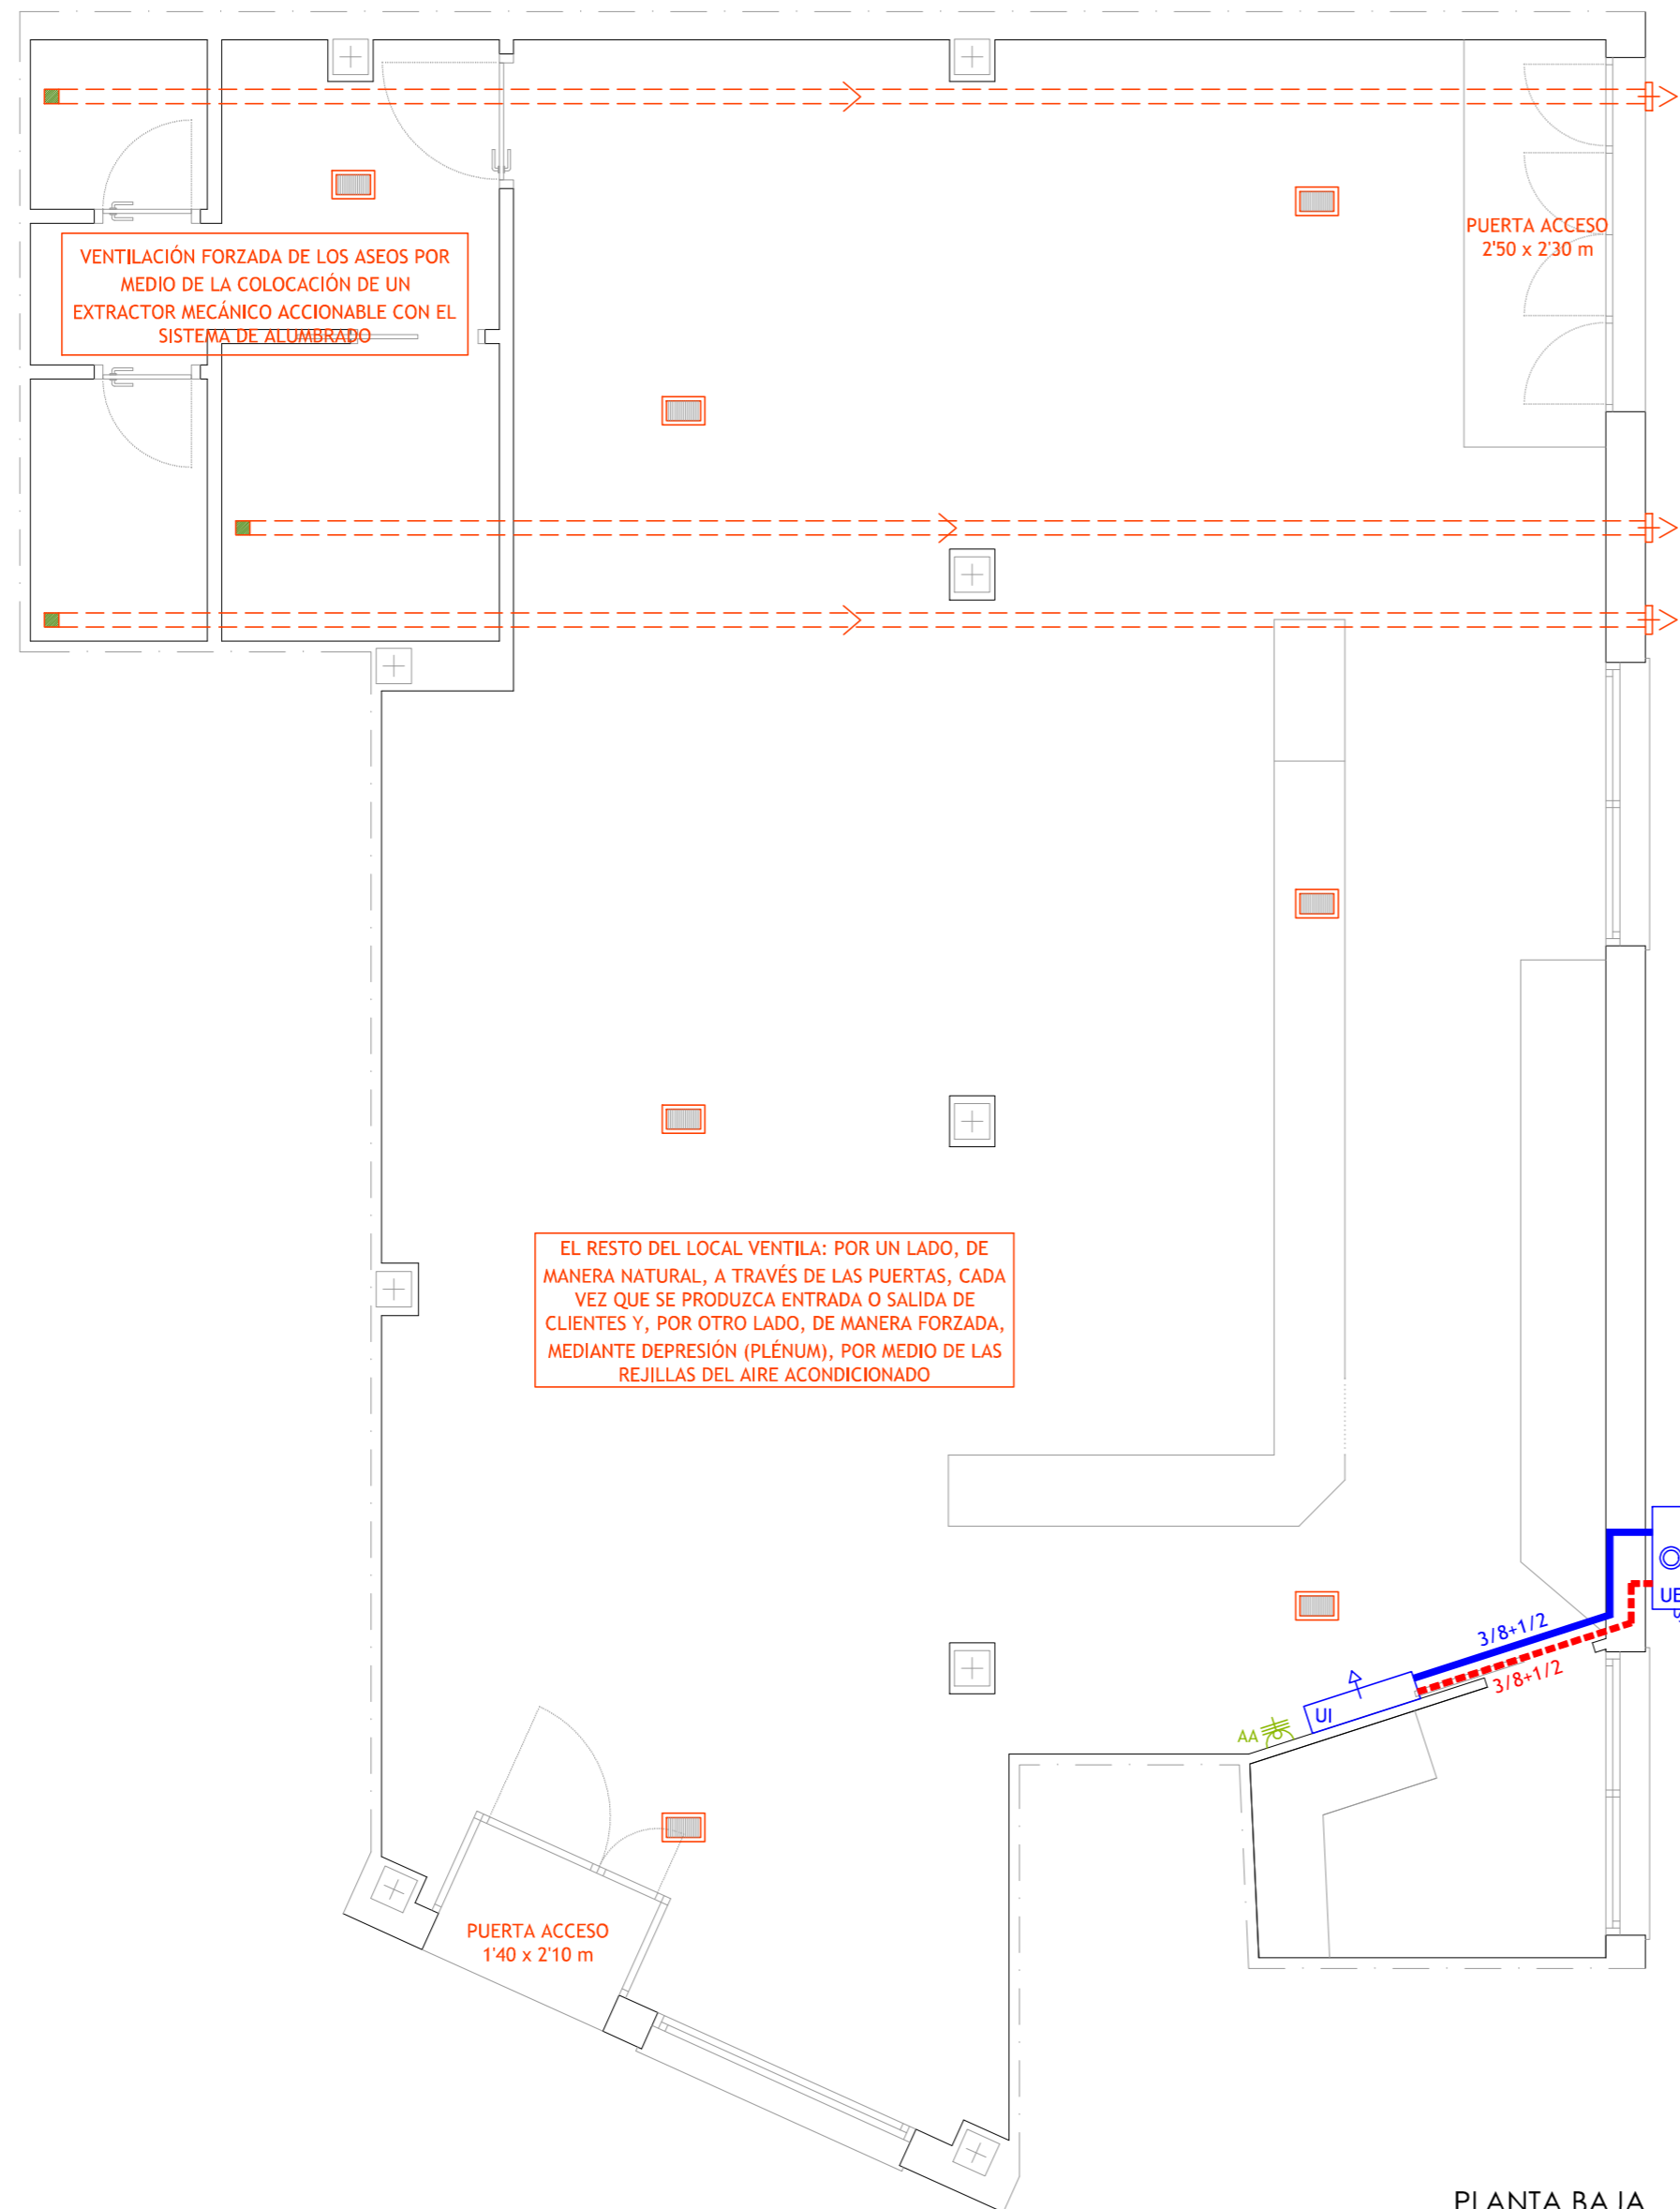 PUERTA ACCESO
2'50 x 2'30 m
VENTILACIÓN FORZADA DE LOS ASEOS POR
MEDIO DE LA COLOCACIÓN DE UN
EXTRACTOR MECÁNICO ACCIONABLE CON EL
SISTEMA DE ALUMBRADO
EL RESTO DEL LOCAL VENTILA: POR UN LADO, DE
MANERA NATURAL, A TRAVÉS DE LAS PUERTAS, CADA
VEZ QUE SE PRODUZCA ENTRADA O SALIDA DE
CLIENTES Y, POR OTRO LADO, DE MANERA FORZADA,
MEDIANTE DEPRESIÓN (PLÉNUM), POR MEDIO DE LAS
REJILLAS DEL AIRE ACONDICIONADO
UE
3/8+1/2
3/8+1/2
UI
AA
PUERTA ACCESO
1'40 x 2'10 m
PLANTA BAJA